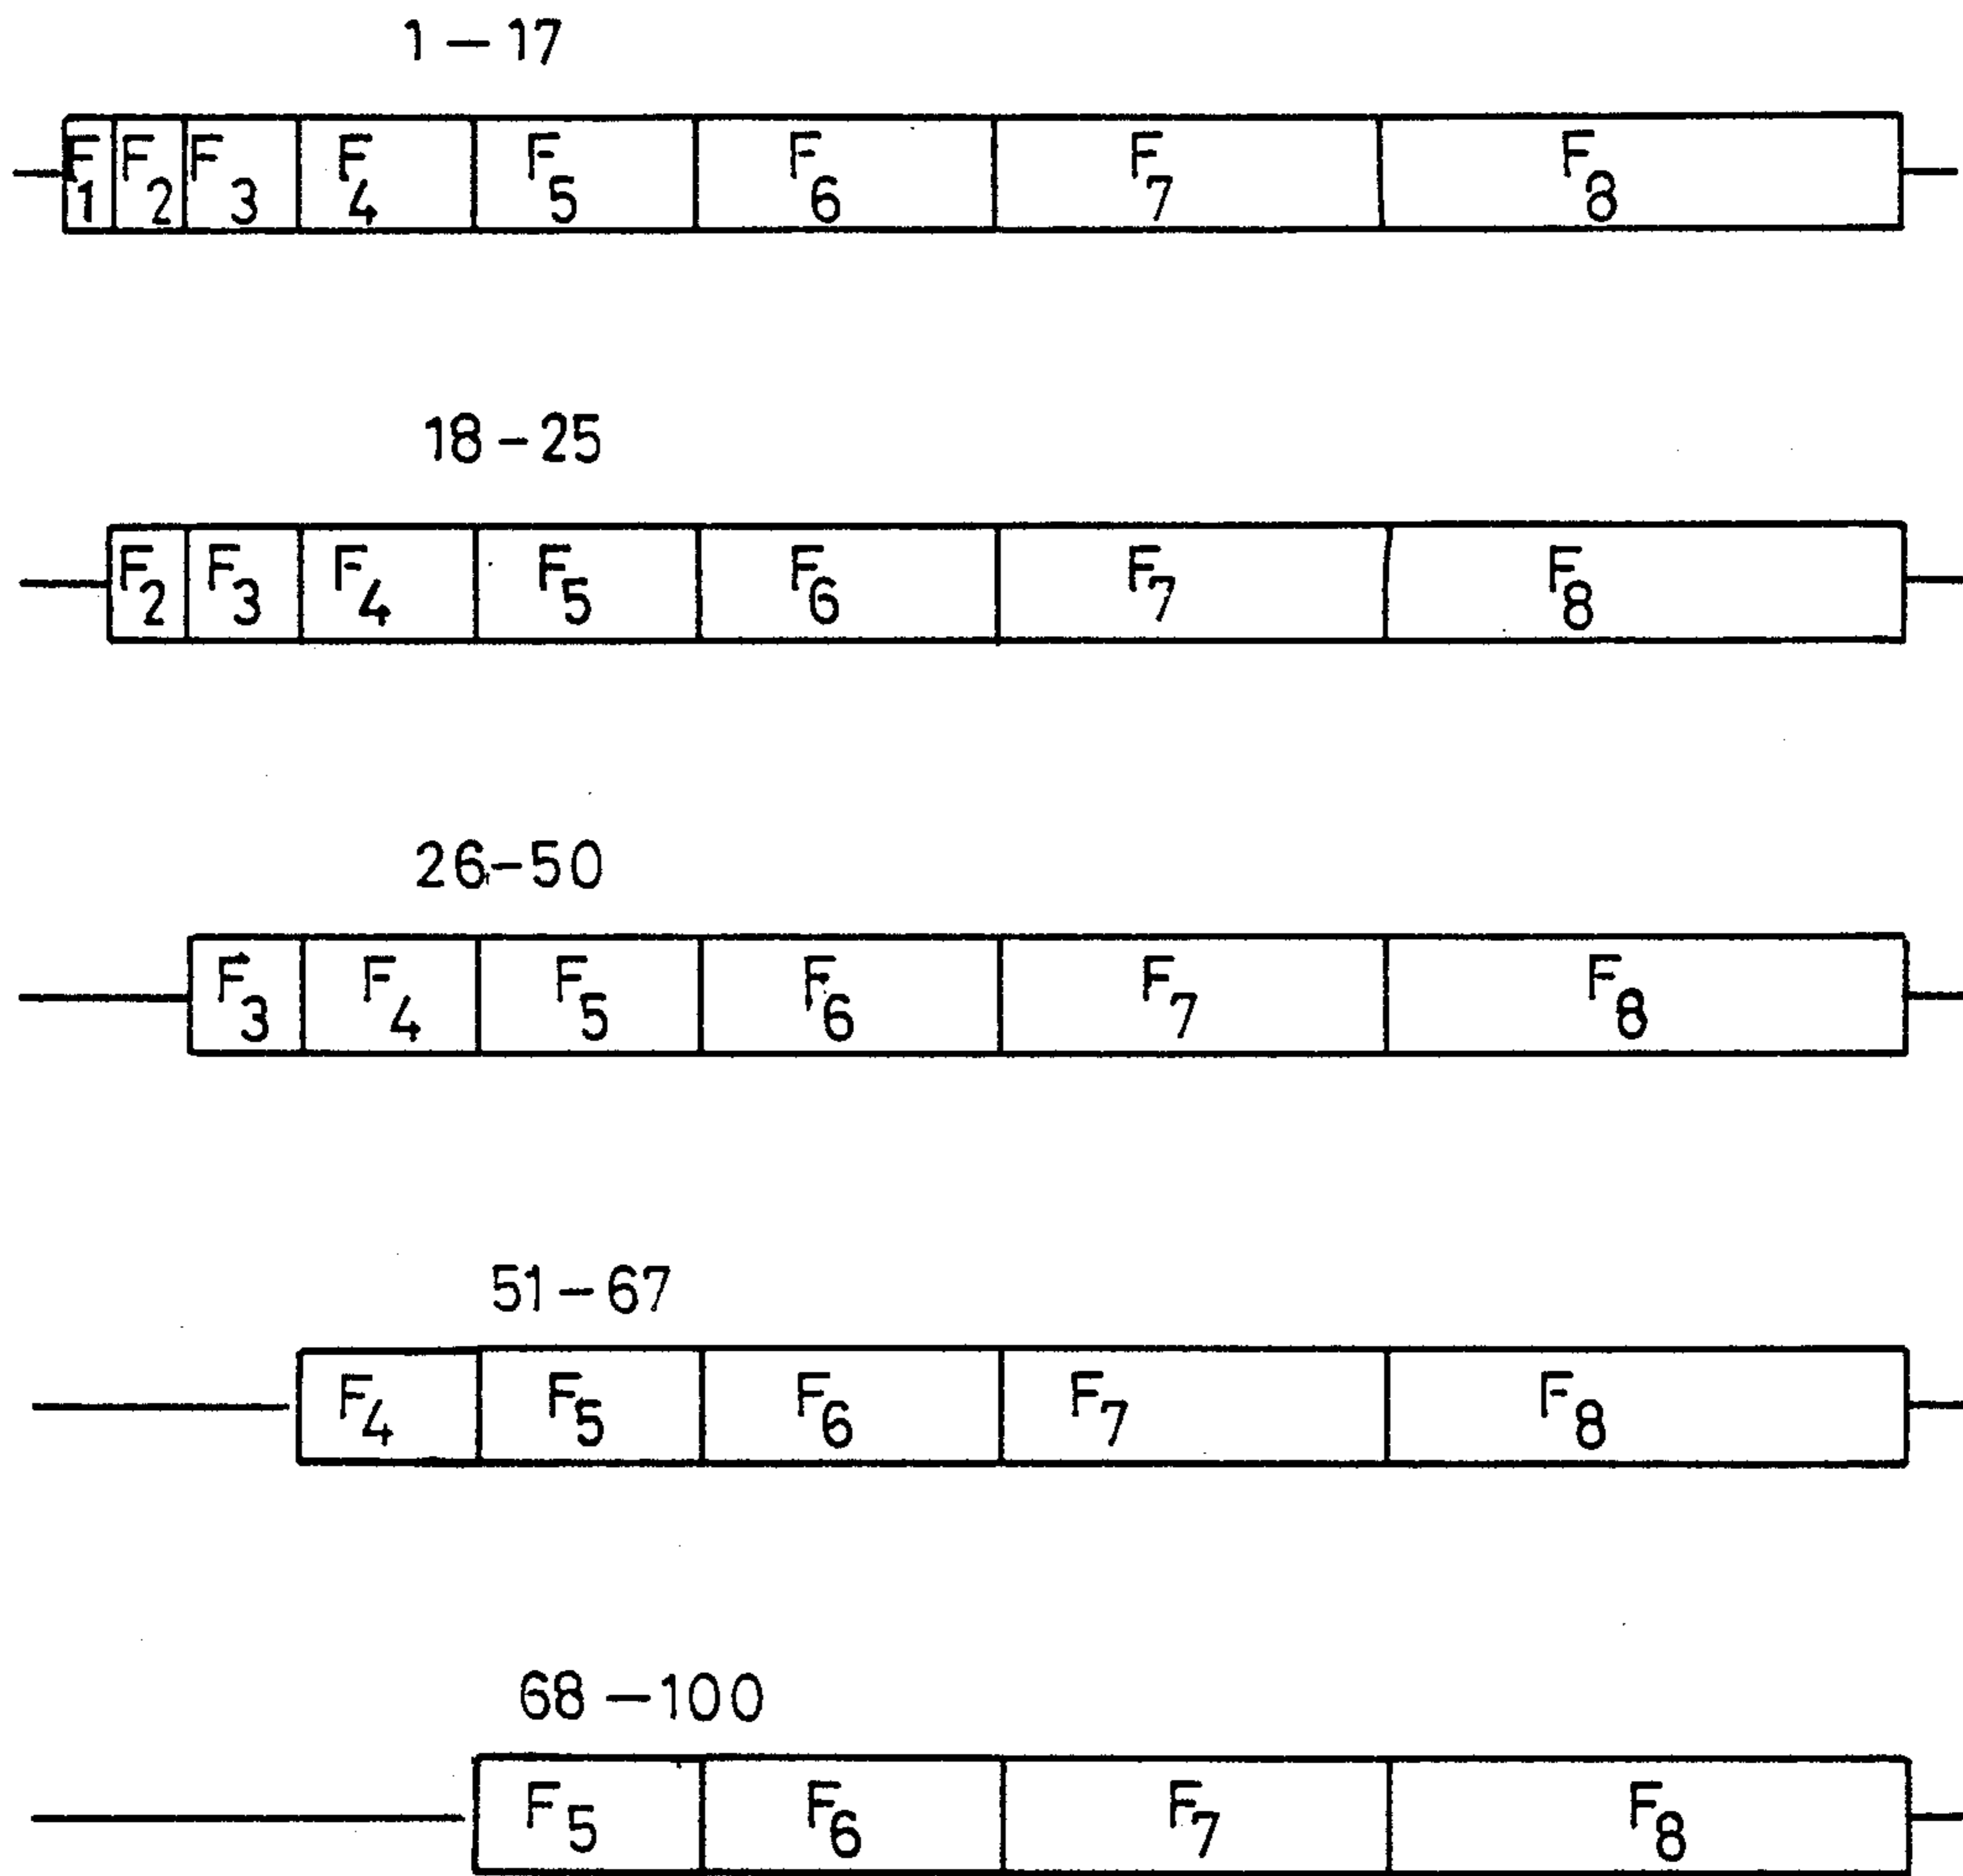 1 – 17
F1 F2 F3 F4 F5 F6 F7 F8
18 – 25
F2 F3 F4 F5 F6 F7 F8
26 – 50
F3 F4 F5 F6 F7 F8
51 – 67
F4 F5 F6 F7 F8
68 – 100
F5 F6 F7 F8